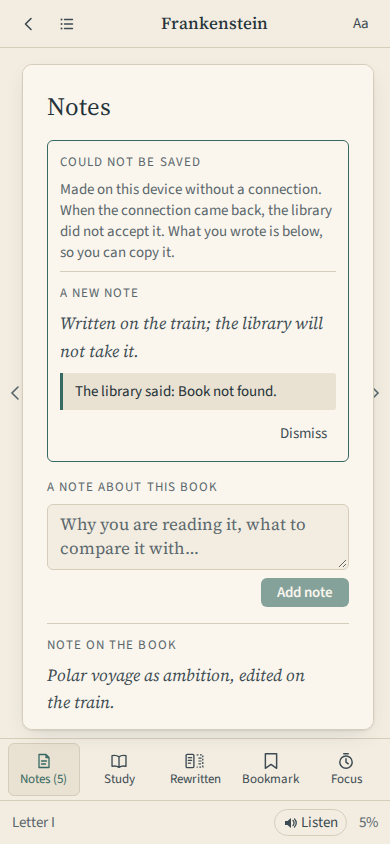 Frankenstein
Aa
Notes
COULD NOT BE SAVED
Made on this device without a connection.
When the connection came back, the library
did not accept it. What you wrote is below,
so you can copy it.
A NEW NOTE
Written on the train; the library will
not take it.
The library said: Book not found.
Dismiss
A NOTE ABOUT THIS BOOK
Why you are reading it, what to
compare it with...
Add note
NOTE ON THE BOOK
Polar voyage as ambition, edited on
the train.
Notes (5)
Study
Rewritten
Bookmark
Focus
Letter I
Listen
5%